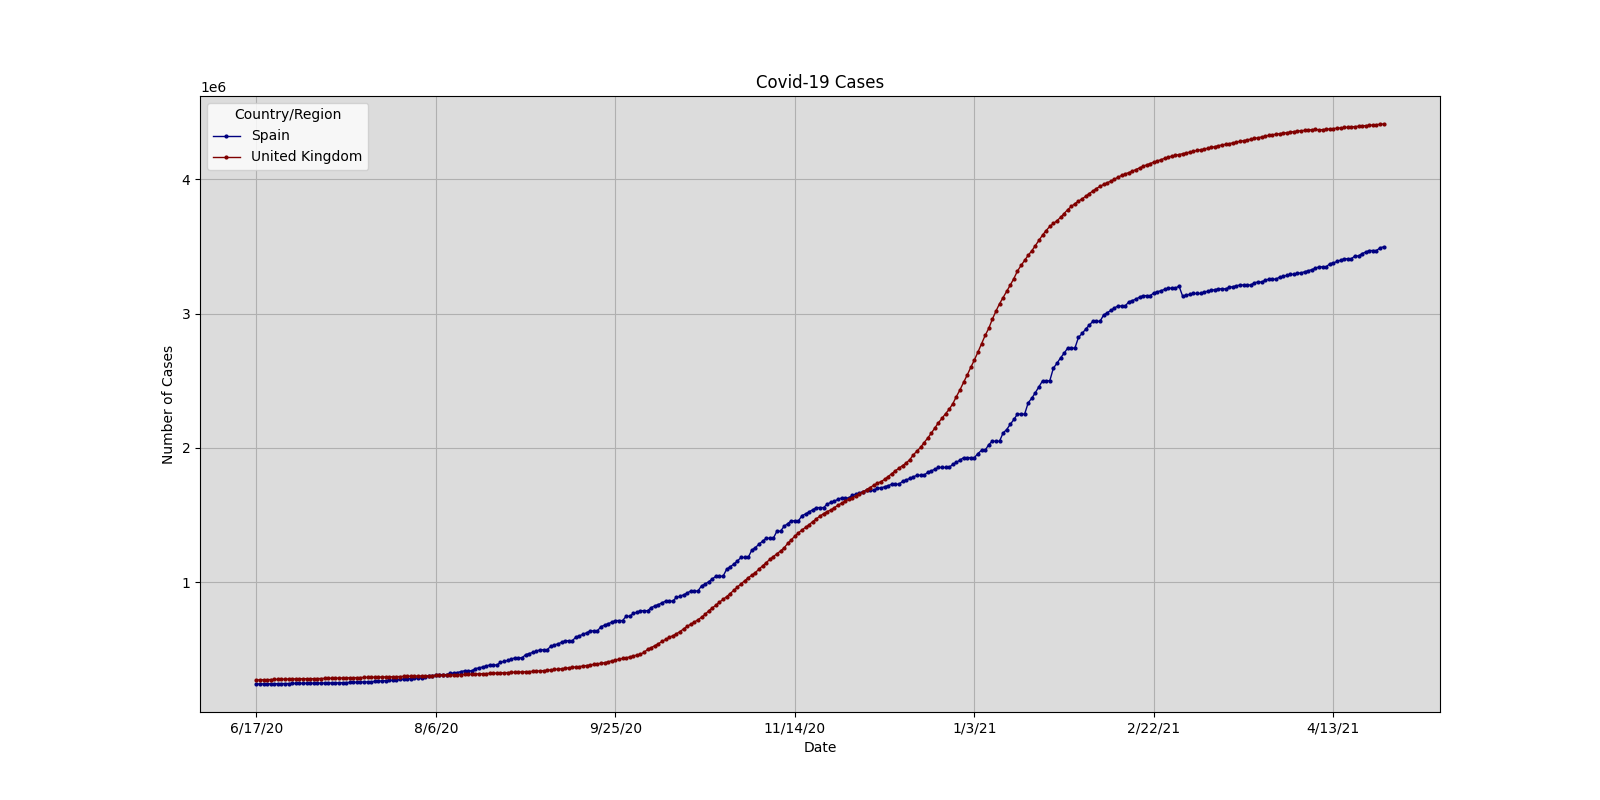 Covid-19 Cases
1e6
Country/Region
Spain
United Kingdom
4
3
2
1
Number of Cases
6/17/20 8/6/20 9/25/20 11/14/20 1/3/21 2/22/21 4/13/21
Date